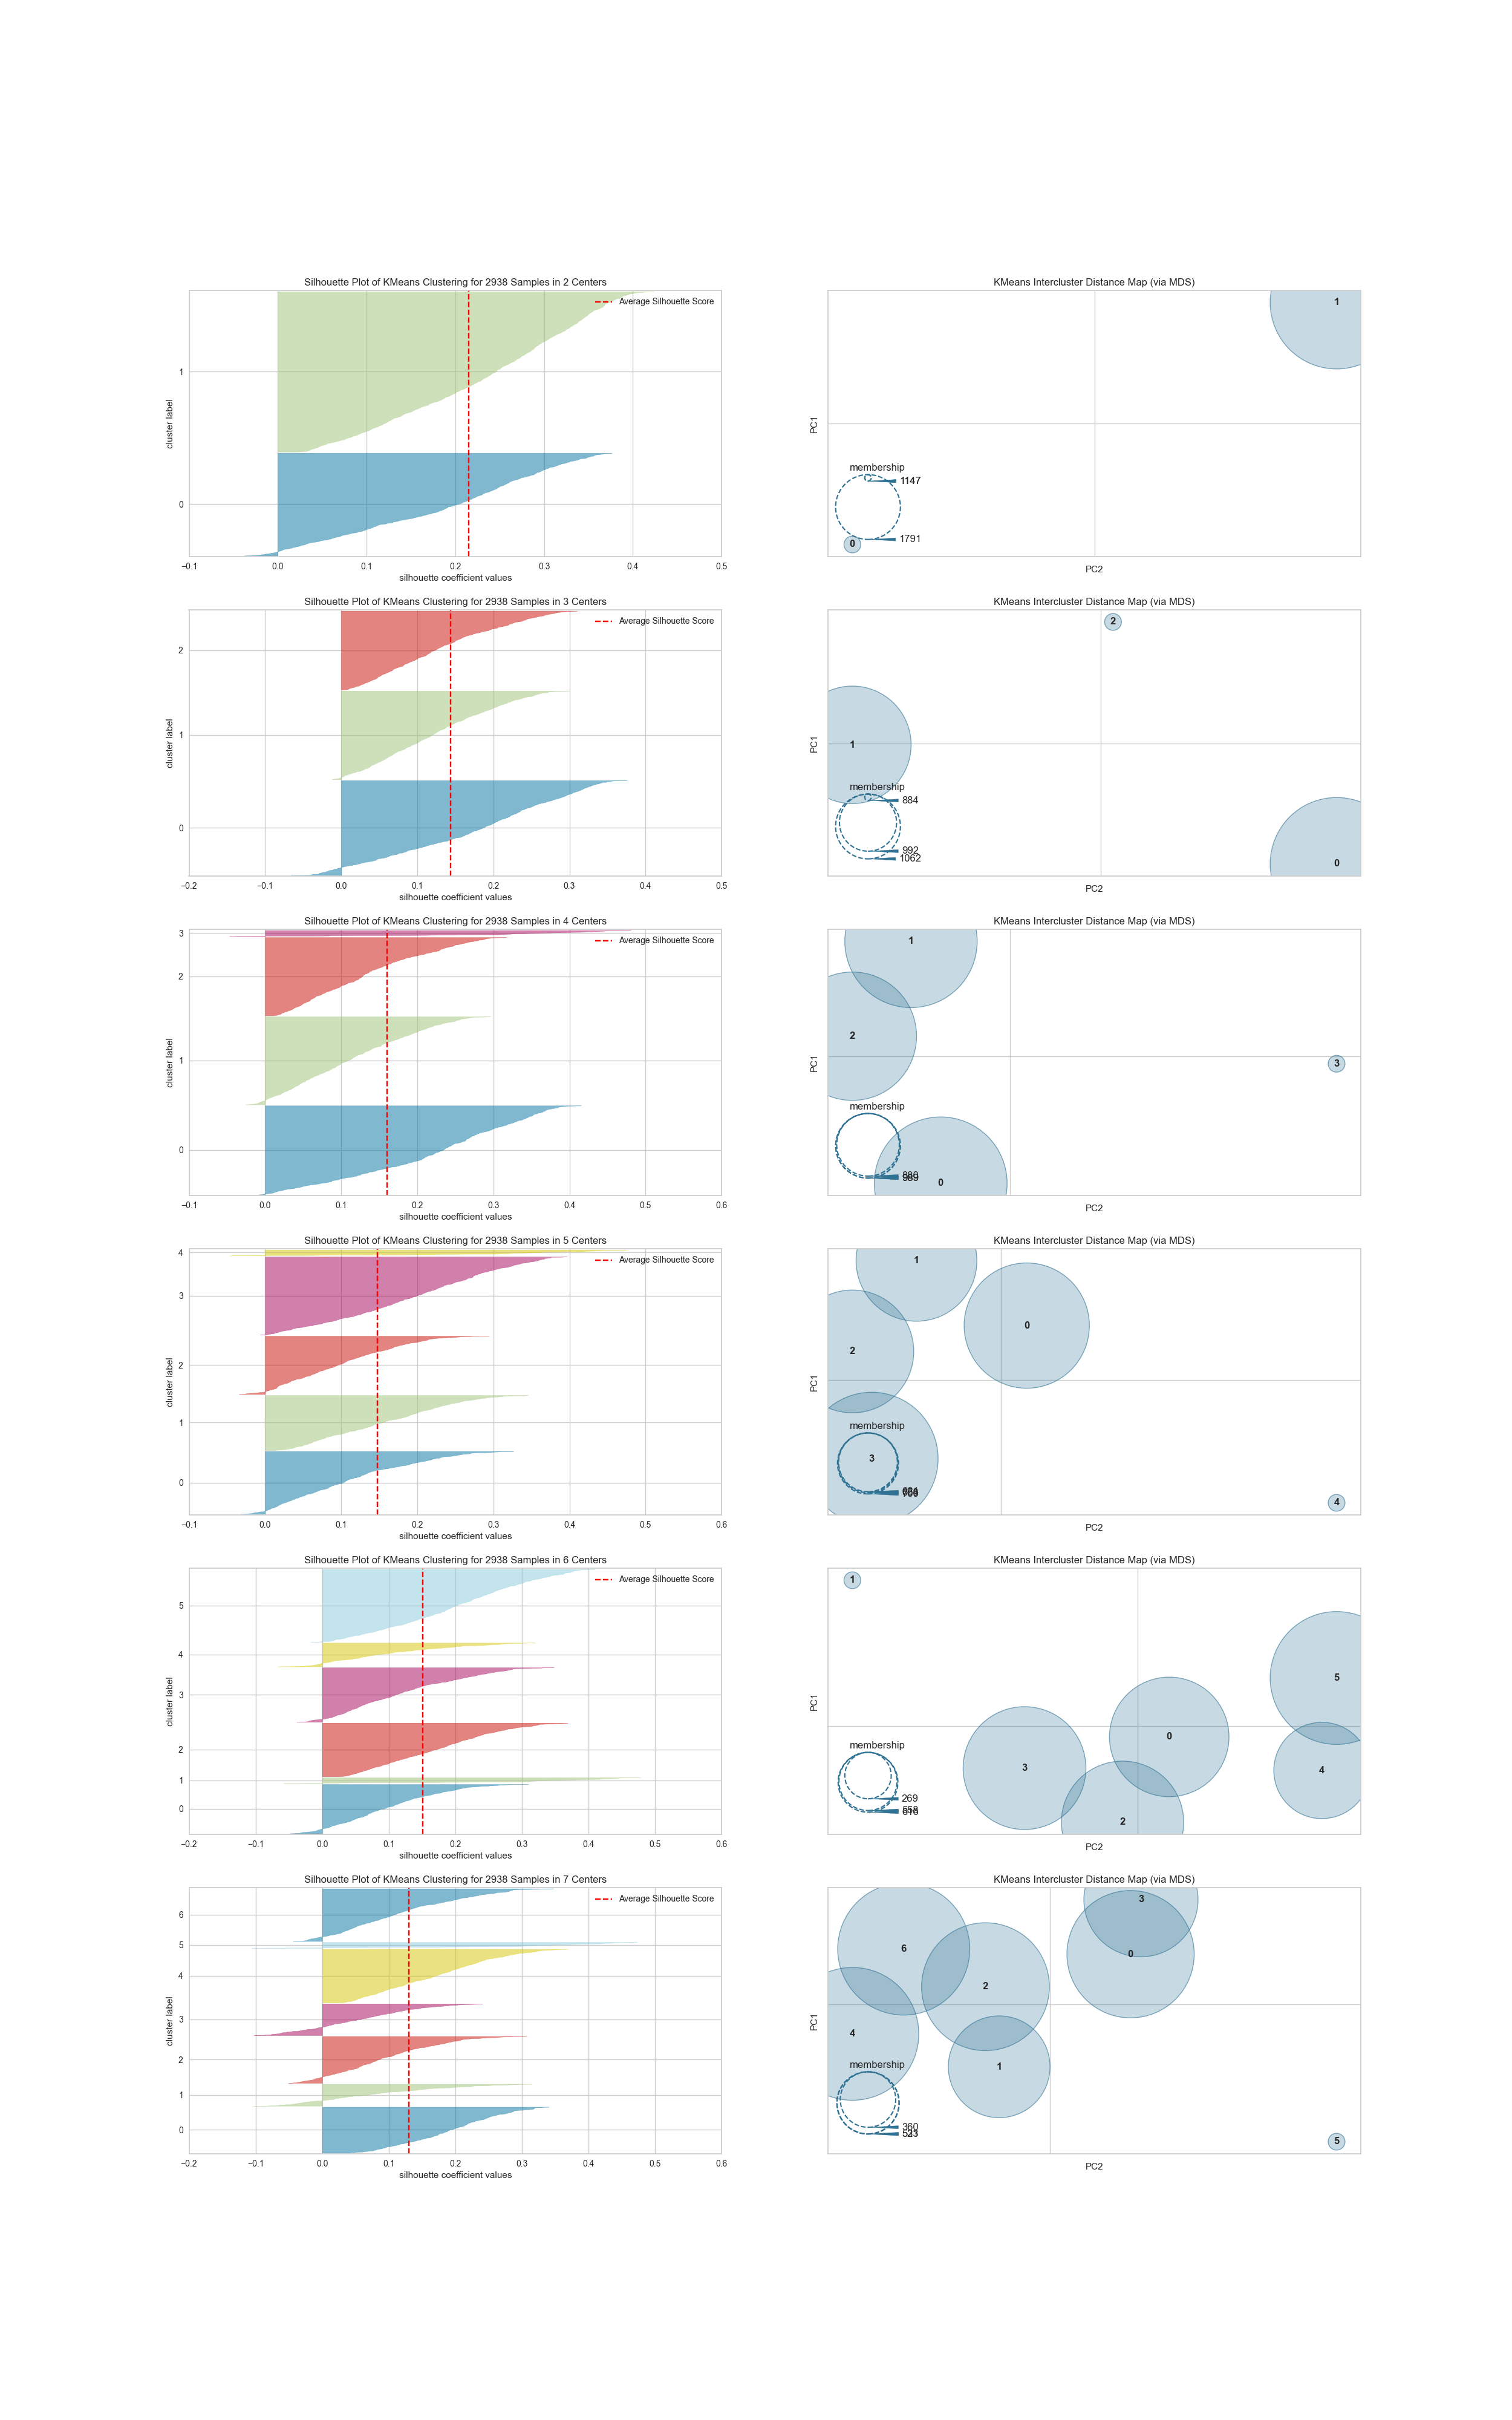 Silhouette Plot of KMeans Clustering for 2938 Samples in 2 Centers
Average Silhouette Score
cluster label
1
0
−0.1 0.0 0.1 0.2 0.3 0.4 0.5
silhouette coefficient values
KMeans Intercluster Distance Map (via MDS)
1
PC1
membership
1147
1791
0
PC2
Silhouette Plot of KMeans Clustering for 2938 Samples in 3 Centers
Average Silhouette Score
cluster label
2
1
0
−0.2 −0.1 0.0 0.1 0.2 0.3 0.4 0.5
silhouette coefficient values
KMeans Intercluster Distance Map (via MDS)
2
PC1
1
membership
884
992
1062
0
PC2
Silhouette Plot of KMeans Clustering for 2938 Samples in 4 Centers
Average Silhouette Score
cluster label
3
2
1
0
−0.1 0.0 0.1 0.2 0.3 0.4 0.5 0.6
silhouette coefficient values
KMeans Intercluster Distance Map (via MDS)
1
2
PC1
3
membership
0
PC2
Silhouette Plot of KMeans Clustering for 2938 Samples in 5 Centers
Average Silhouette Score
cluster label
4
3
2
1
0
−0.1 0.0 0.1 0.2 0.3 0.4 0.5 0.6
silhouette coefficient values
KMeans Intercluster Distance Map (via MDS)
1
0
2
PC1
membership
3
4
PC2
Silhouette Plot of KMeans Clustering for 2938 Samples in 6 Centers
Average Silhouette Score
cluster label
5
4
3
2
1
0
−0.2 −0.1 0.0 0.1 0.2 0.3 0.4 0.5 0.6
silhouette coefficient values
KMeans Intercluster Distance Map (via MDS)
1
5
PC1
0
membership
3
4
269
2
PC2
Silhouette Plot of KMeans Clustering for 2938 Samples in 7 Centers
Average Silhouette Score
cluster label
6
5
4
3
2
1
0
−0.2 −0.1 0.0 0.1 0.2 0.3 0.4 0.5 0.6
silhouette coefficient values
KMeans Intercluster Distance Map (via MDS)
3
6
0
2
PC1
4
1
membership
360
5
PC2